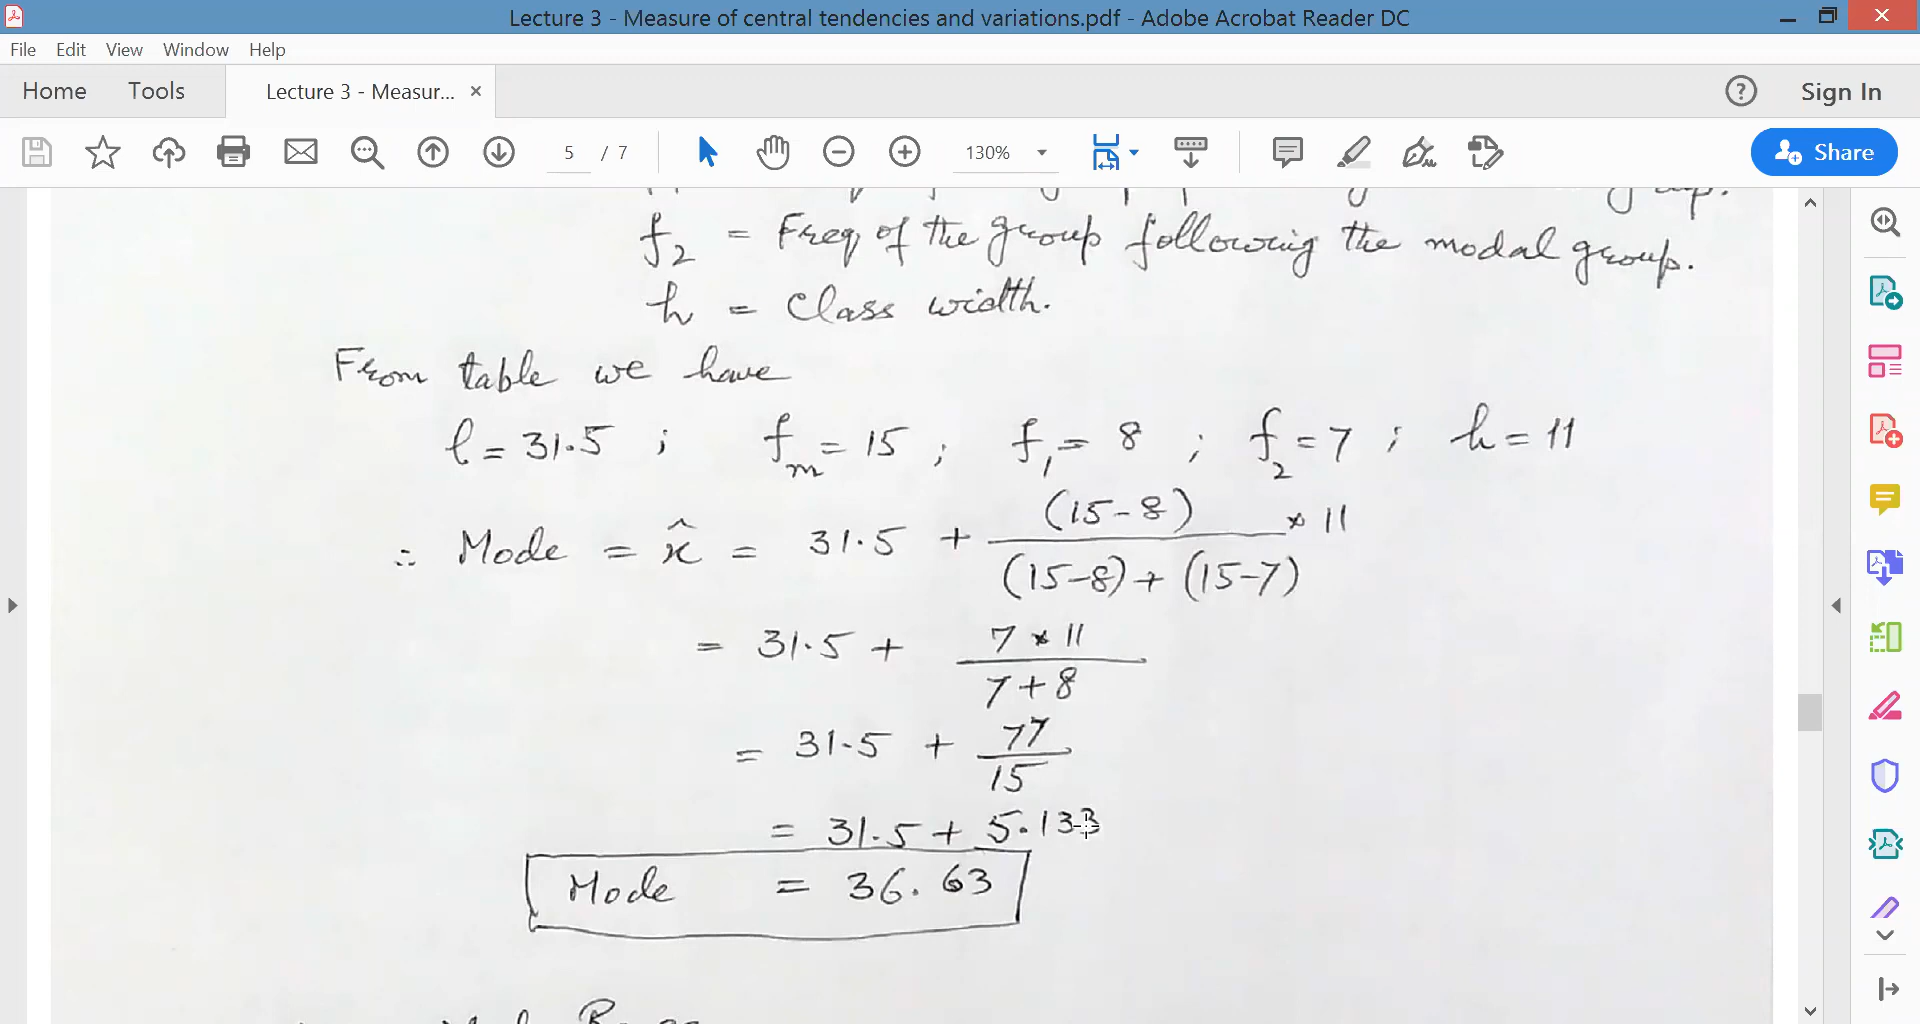 Lecture 3 - Measure of central tendencies and variations.pdf - Adobe Acrobat Reader DC
File Edit View Window Help
Home Tools Lecture 3 - Measur... × ? Sign In
5 / 7 130% Share
f₂ = Freq of the group following the modal group.
h = Class width.
From table we have
l = 31.5 ; fₘ = 15 ; f₁ = 8 ; f₂ = 7 ; h = 11
∴ Mode = x̂ = 31.5 + (15-8) / (15-8) + (15-7) * 11
= 31.5 + 7 * 11 / 7 + 8
= 31.5 + 77 / 15
= 31.5 + 5.133
Mode = 36.63